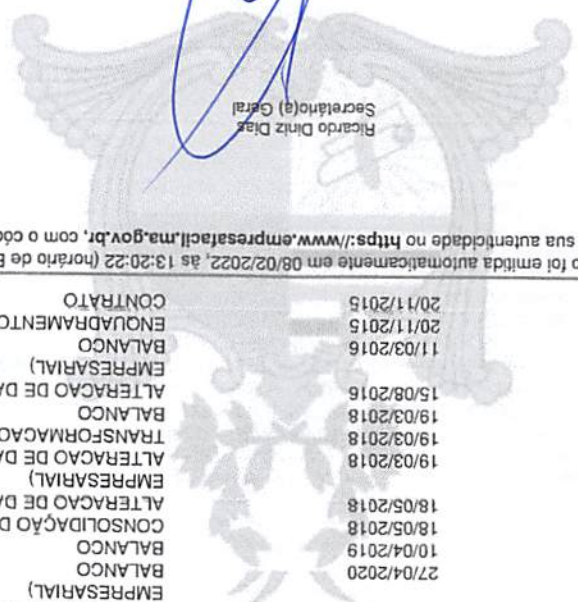 EMPRESARIAL)
27/04/2020 BALANCO
10/04/2019 BALANCO
18/05/2018 CONSOLIDAÇÃO D
18/05/2018 ALTERACAO DE DA
EMPRESARIAL)
19/03/2018 ALTERACAO DE DA
19/03/2018 TRANSFORMACAO
19/03/2018 BALANCO
15/08/2016 ALTERACAO DE DA
EMPRESARIAL)
11/03/2016 BALANCO
20/11/2015 ENQUADRAMENTO
20/11/2015 CONTRATO
o foi emitida automaticamente em 08/02/2022, às 13:20:22 (horário de B
sua autenticidade no https://www.empresafacil.ma.gov.br, com o cód
Ricardo Diniz Dias
Secretário(a) Geral